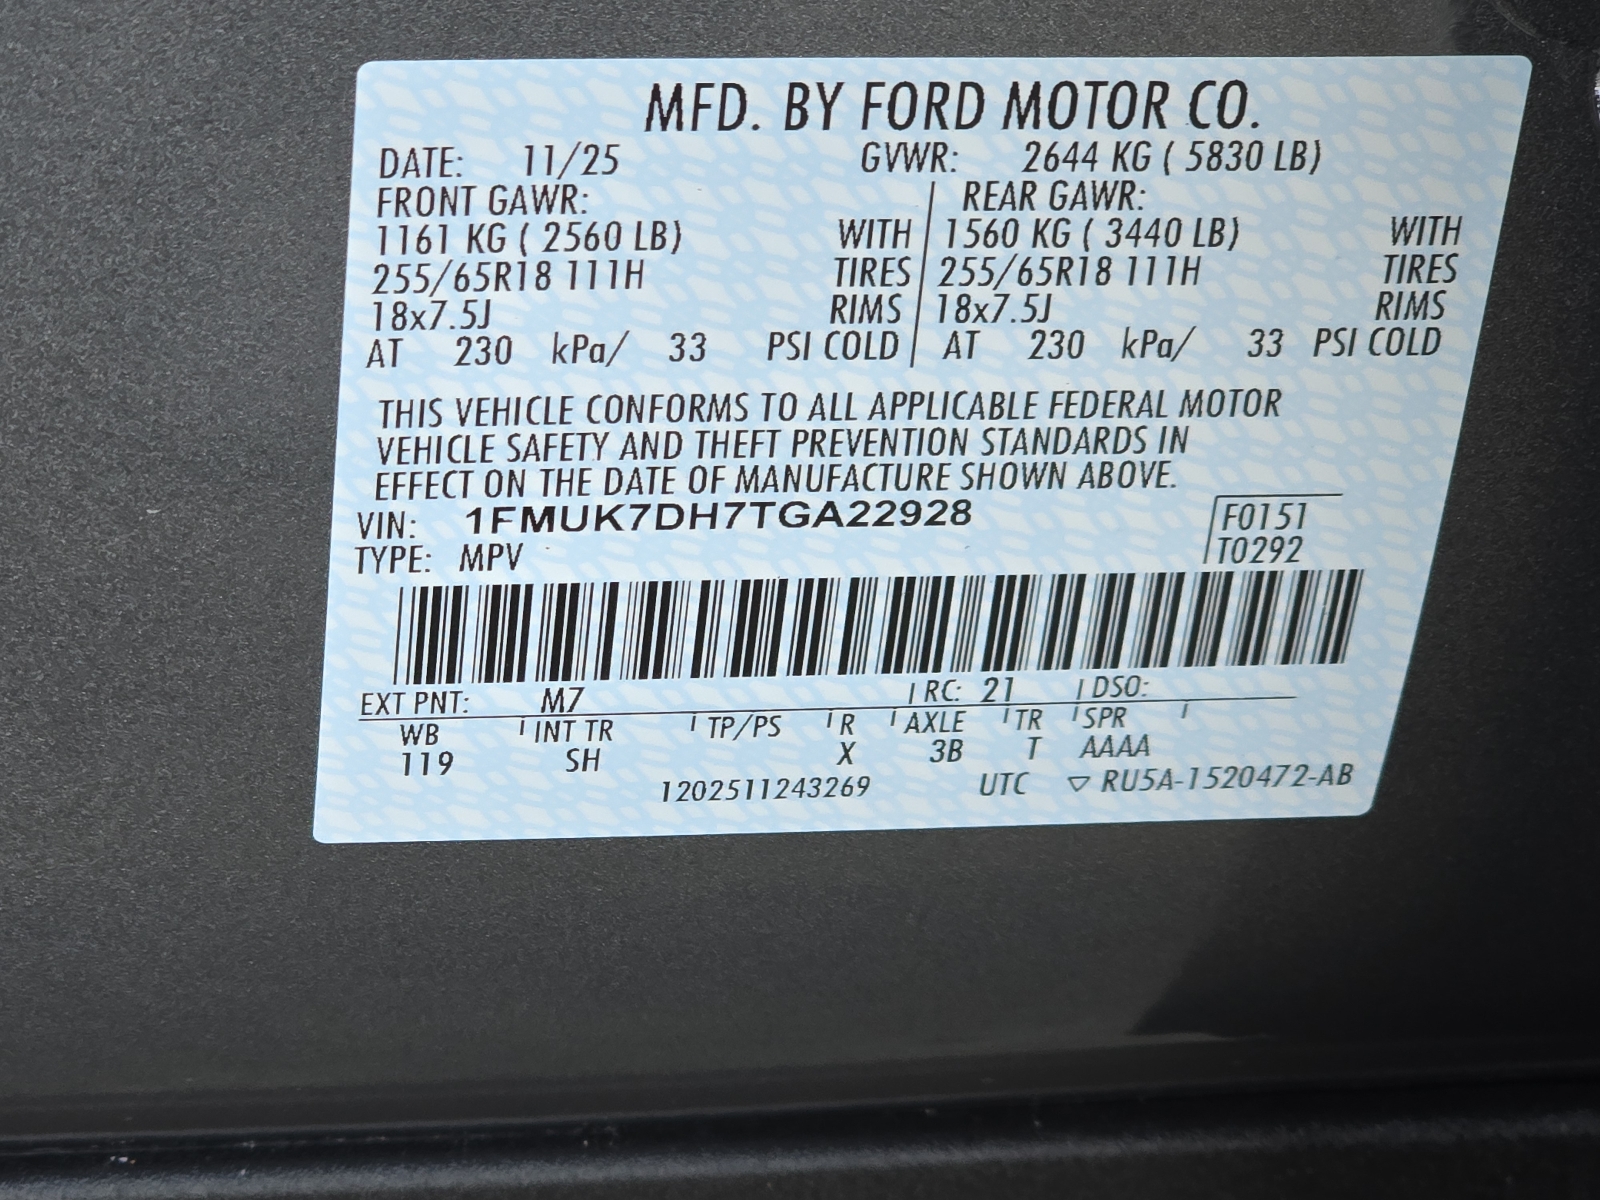 MFD. BY FORD MOTOR CO.
DATE: 11/25 GVWR: 2644 KG ( 5830 LB)
FRONT GAWR: REAR GAWR:
1161 KG ( 2560 LB) WITH 1560 KG ( 3440 LB) WITH
255/65R18 111H TIRES 255/65R18 111H TIRES
18x7.5J RIMS 18x7.5J RIMS
AT 230 kPa/ 33 PSI COLD AT 230 kPa/ 33 PSI COLD
THIS VEHICLE CONFORMS TO ALL APPLICABLE FEDERAL MOTOR
VEHICLE SAFETY AND THEFT PREVENTION STANDARDS IN
EFFECT ON THE DATE OF MANUFACTURE SHOWN ABOVE.
VIN: 1FMUK7DH7TGA22928 F0151
TYPE: MPV T0292
EXT PNT: M7 RC: 21 DSO:
WB INT TR TP/PS R AXLE TR SPR
119 SH X 3B T AAAA
1202511243269 UTC ▽ RU5A-1520472-AB